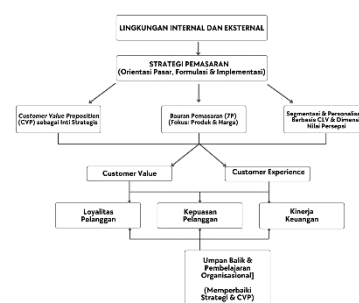 LINGKUNGAN INTERNAL DAN EKSTERNAL
STRATEGI PEMASARAN
(Orientasi Pasar, Formulasi & Implementasi)
Customer Value Proposition
(CVP) sebagai Inti Strategis
Bauran Pemasaran (7P)
(Fokus: Produk & Harga)
Segmentasi & Personalisa
Berbasis CLV & Dimensi
Nilai Persepsi
Customer Value
Customer Experience
Loyalitas
Pelanggan
Kepuasan
Pelanggan
Kinerja
Keuangan
Umpan Balik &
Pembelajaran
Organisasional]
(Memperbaiki
Strategi & CVP)